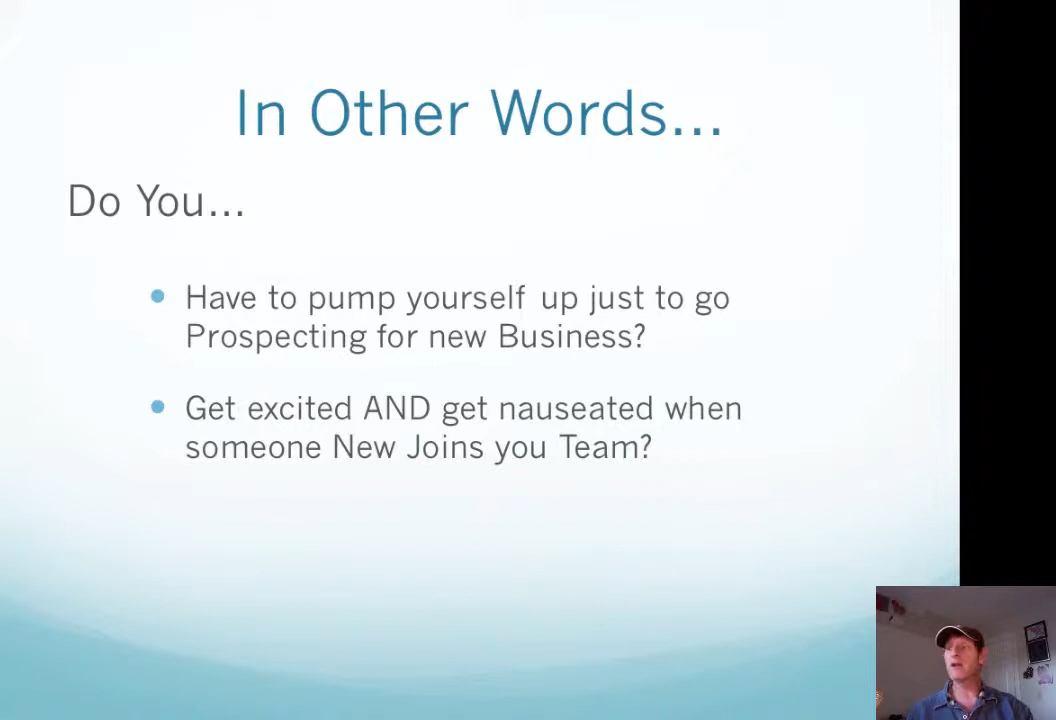 In Other Words...
Do You...
Have to pump yourself up just to go
Prospecting for new Business?
Get excited AND get nauseated when
someone New Joins you Team?